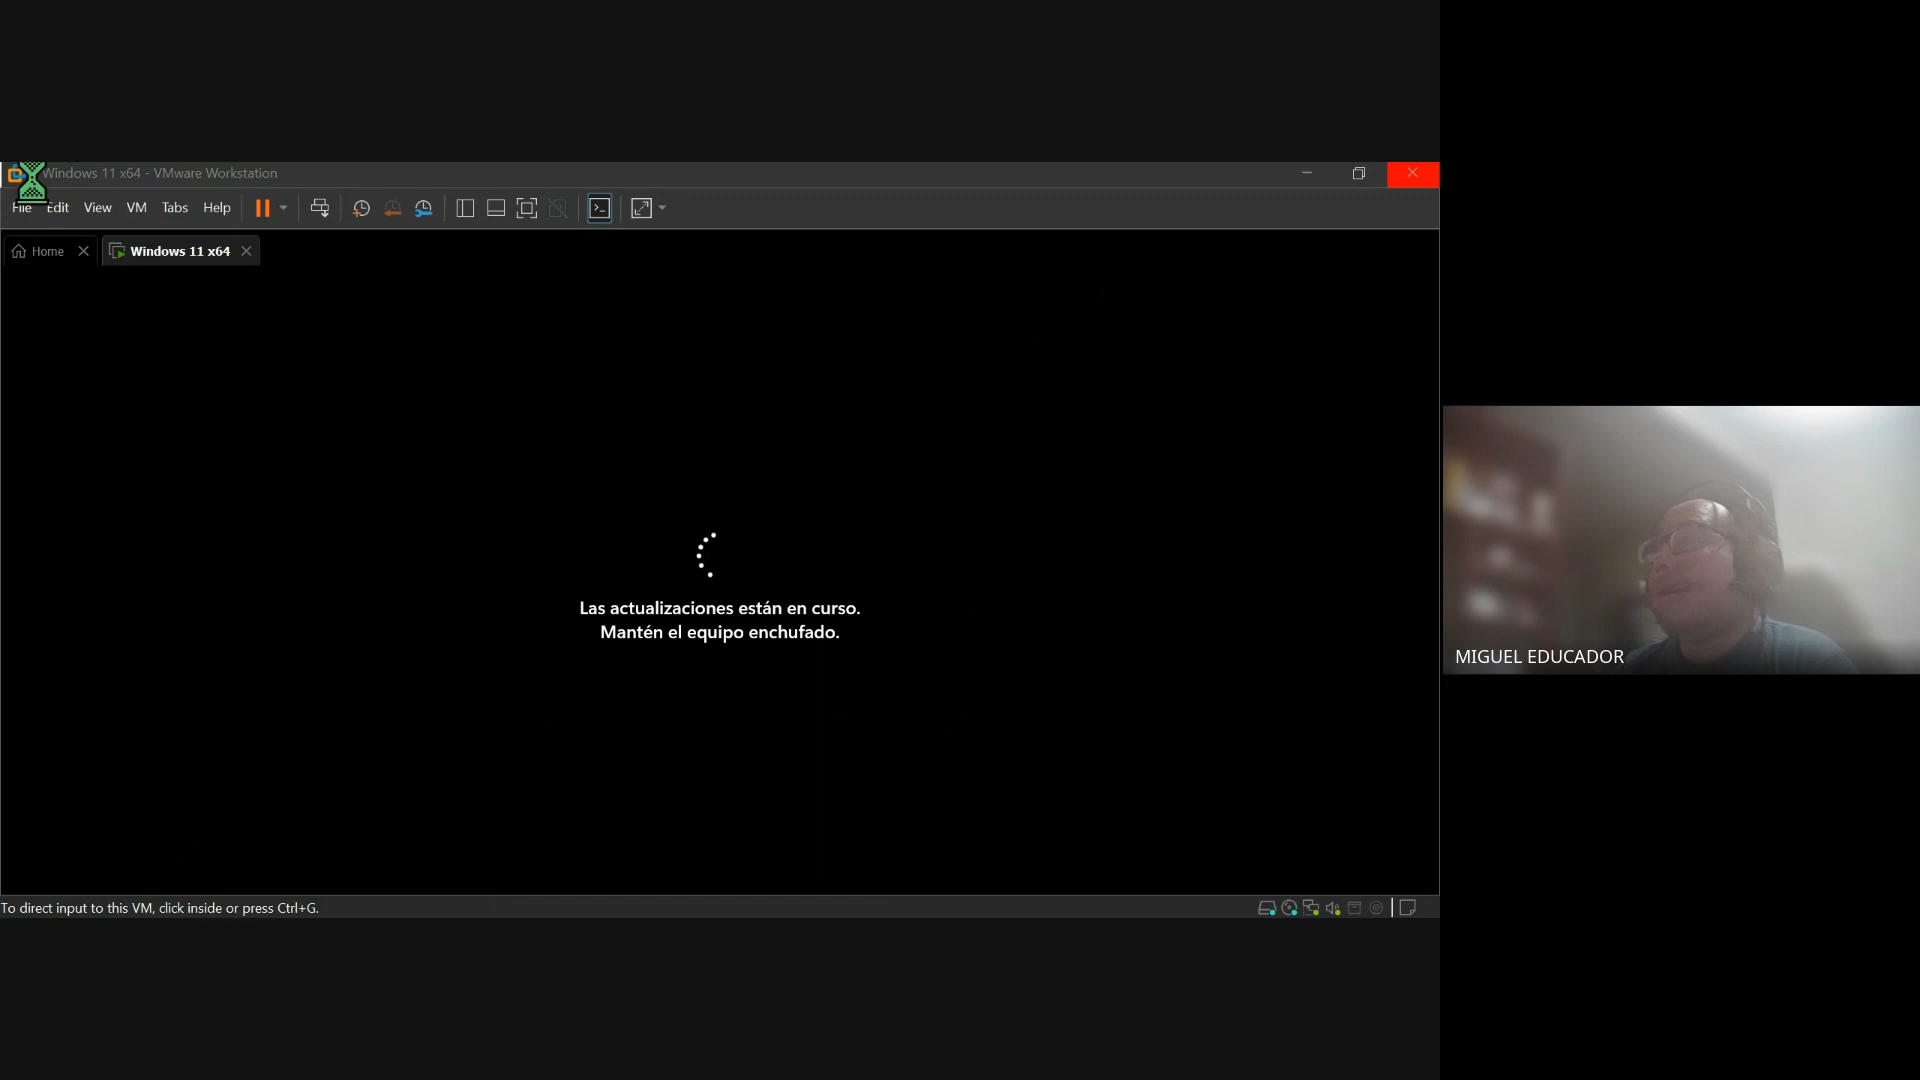 Windows 11 x64 - VMware Workstation
File Edit View VM Tabs Help
Home Windows 11 x64
Las actualizaciones están en curso.
Mantén el equipo enchufado.
MIGUEL EDUCADOR
To direct input to this VM, click inside or press Ctrl+G.